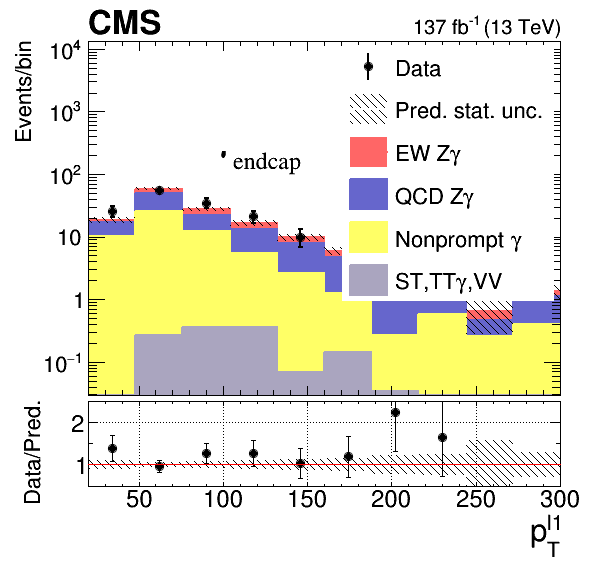 CMS
137 fb⁻¹ (13 TeV)
Events/bin
10⁴
10³
10²
10
1
10⁻¹
Data
Pred. stat. unc.
EW Zγ
QCD Zγ
Nonprompt γ
ST,TTγ,VV
' endcap
Data/Pred.
2
1
50 100 150 200 250 300
p_T^l1